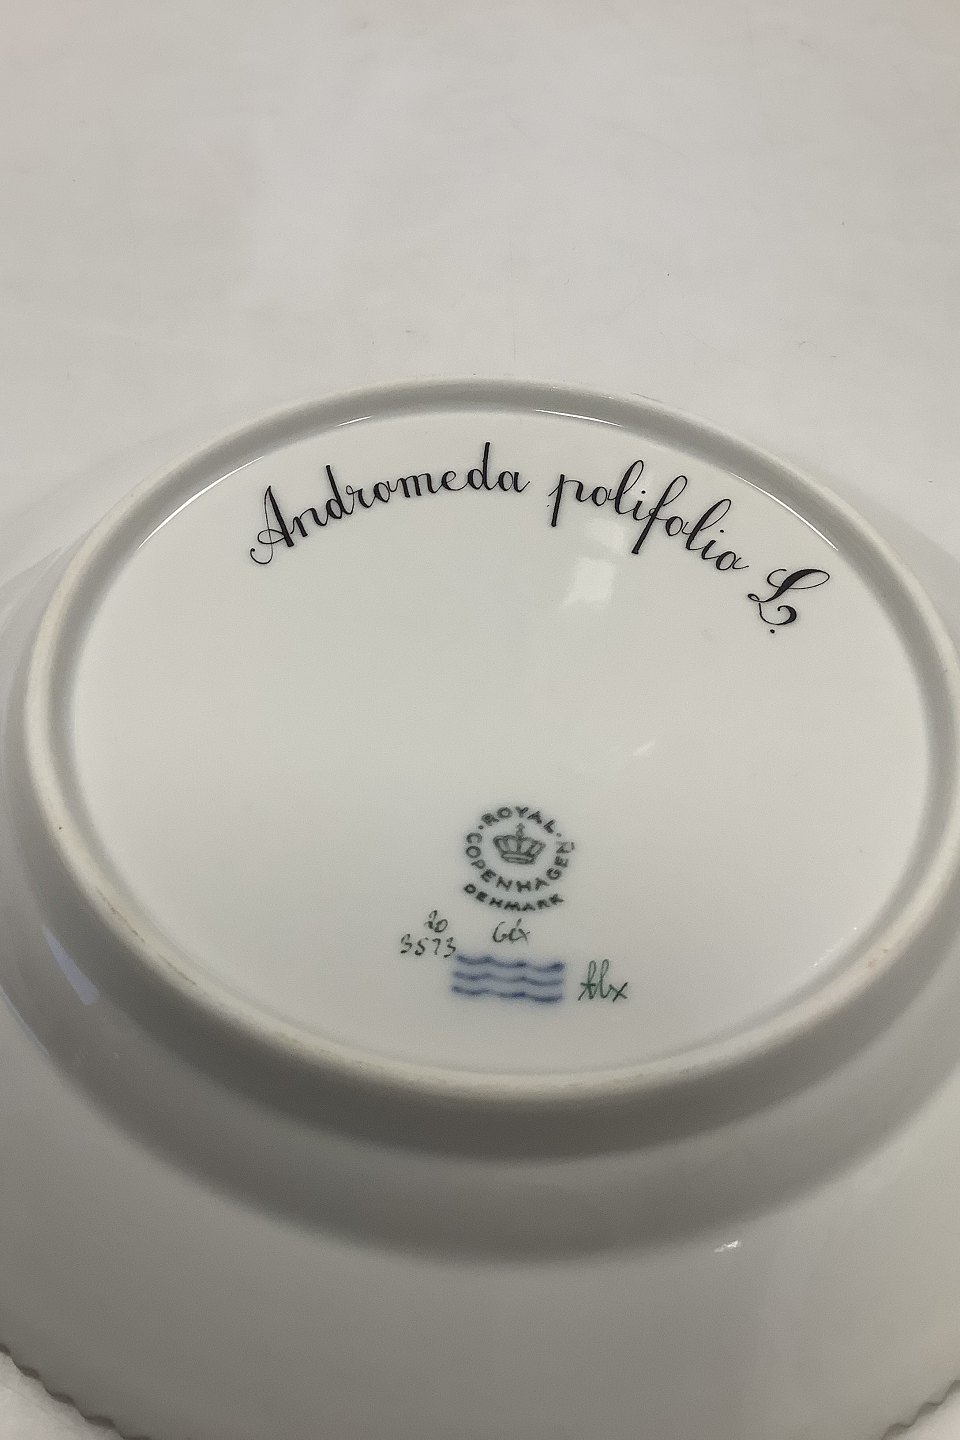 Andromeda polifolia L.
ROYAL
COPENHAGEN
DENMARK
20
3573